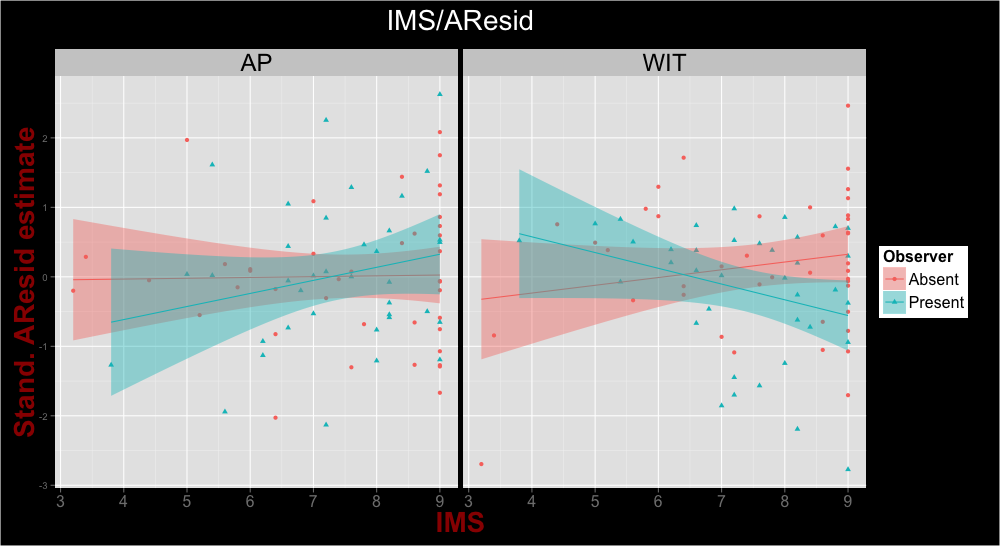 IMS/AResid
AP
WIT
Stand. AResid estimate
2
1
0
-1
-2
-3
3 4 5 6 7 8 9
3 4 5 6 7 8 9
IMS
Observer
Absent
Present